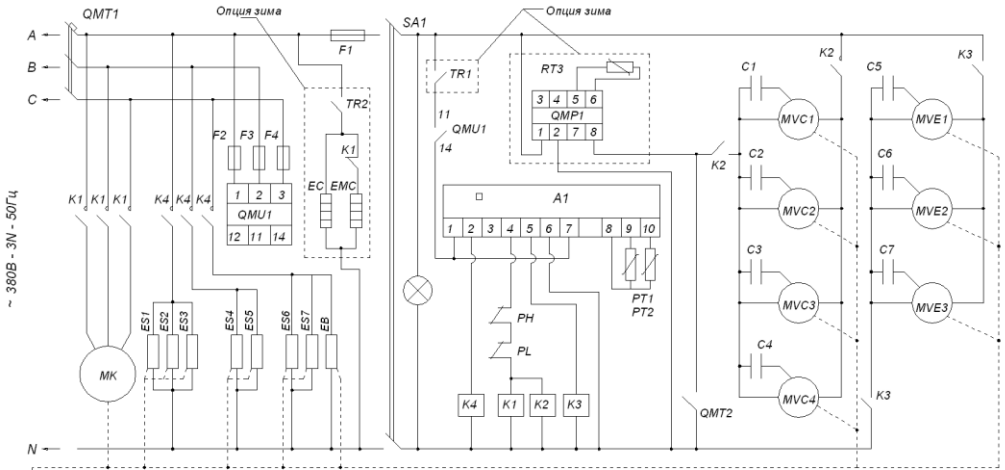 QMT1
Опция зима
SA1
Опция зима
A
F1
B
C
TR2
TR1
RT3
11
QMU1
14
3 4 5 6
QMP1
1 2 7 8
K2
C1
K2
C5
K3
MVC1
MVE1
F2 F3 F4
K1
EC EMC
1 2 3
QMU1
12 11 14
K1 K1 K1
K4 K4 K4
A1
1 2 3 4 5 6 7 8 9 10
C2
C6
MVC2
MVE2
~ 380В - 3N - 50Гц
PT1
PT2
C3
C7
MVC3
MVE3
ES1 ES2 ES3
ES4 ES5
ES6 ES7 EB
PH
PL
C4
MK
K4 K1 K2 K3
QMT2
MVC4
K3
N